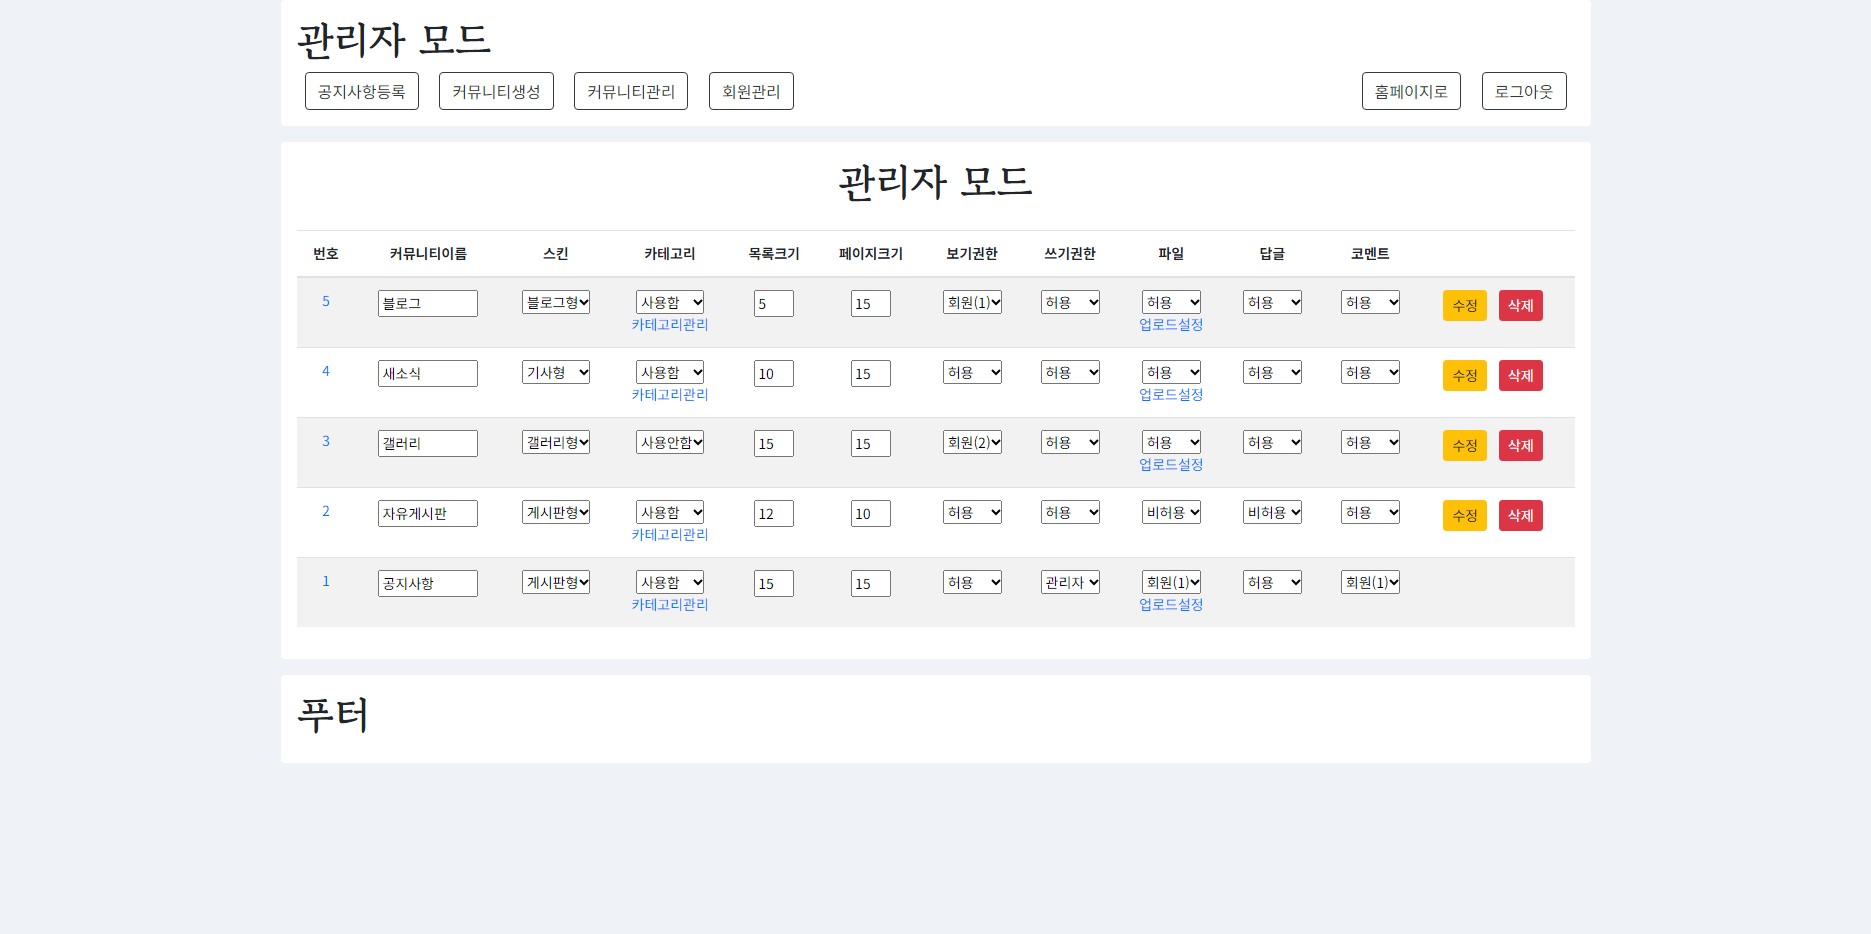 관리자 모드
공지사항등록 커뮤니티생성 커뮤니티관리 회원관리 홈페이지로 로그아웃
관리자 모드
번호 커뮤니티이름 스킨 카테고리 목록크기 페이지크기 보기권한 쓰기권한 파일 답글 코멘트
5 블로그 블로그형 사용함 5 15 회원(1) 허용 허용 허용 허용 수정 삭제
카테고리관리 업로드설정
4 새소식 기사형 사용함 10 15 허용 허용 허용 허용 허용 수정 삭제
카테고리관리 업로드설정
3 갤러리 갤러리형 사용안함 15 15 회원(2) 허용 허용 허용 허용 수정 삭제
업로드설정
2 자유게시판 게시판형 사용함 12 10 허용 허용 비허용 비허용 허용 수정 삭제
카테고리관리
1 공지사항 게시판형 사용함 15 15 허용 관리자 회원(1) 허용 회원(1)
카테고리관리 업로드설정
푸터